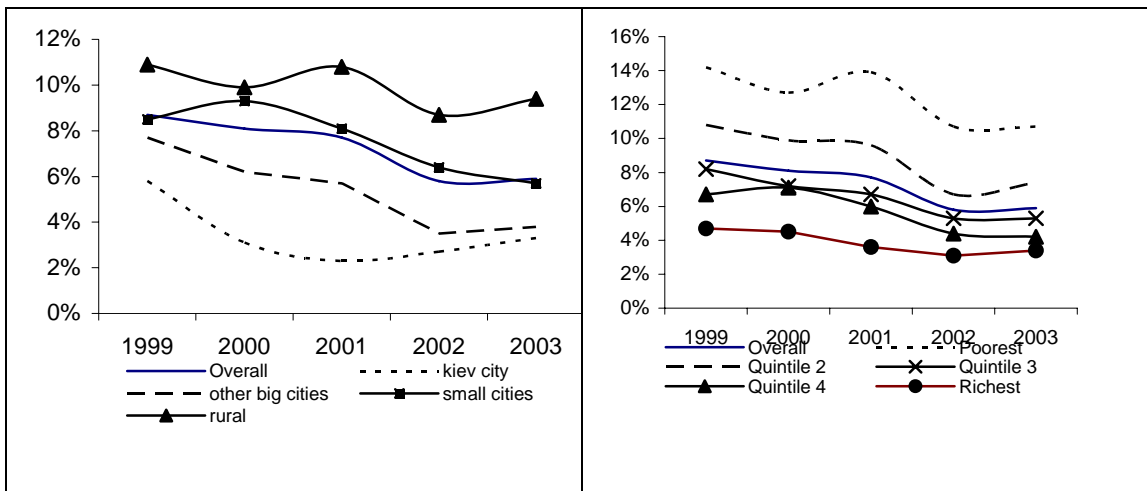 12%
10%
8%
6%
4%
2%
0%
1999 2000 2001 2002 2003
Overall kiev city
other big cities small cities
rural
16%
14%
12%
10%
8%
6%
4%
2%
0%
1999 2000 2001 2002 2003
Overall Poorest
Quintile 2 Quintile 3
Quintile 4 Richest